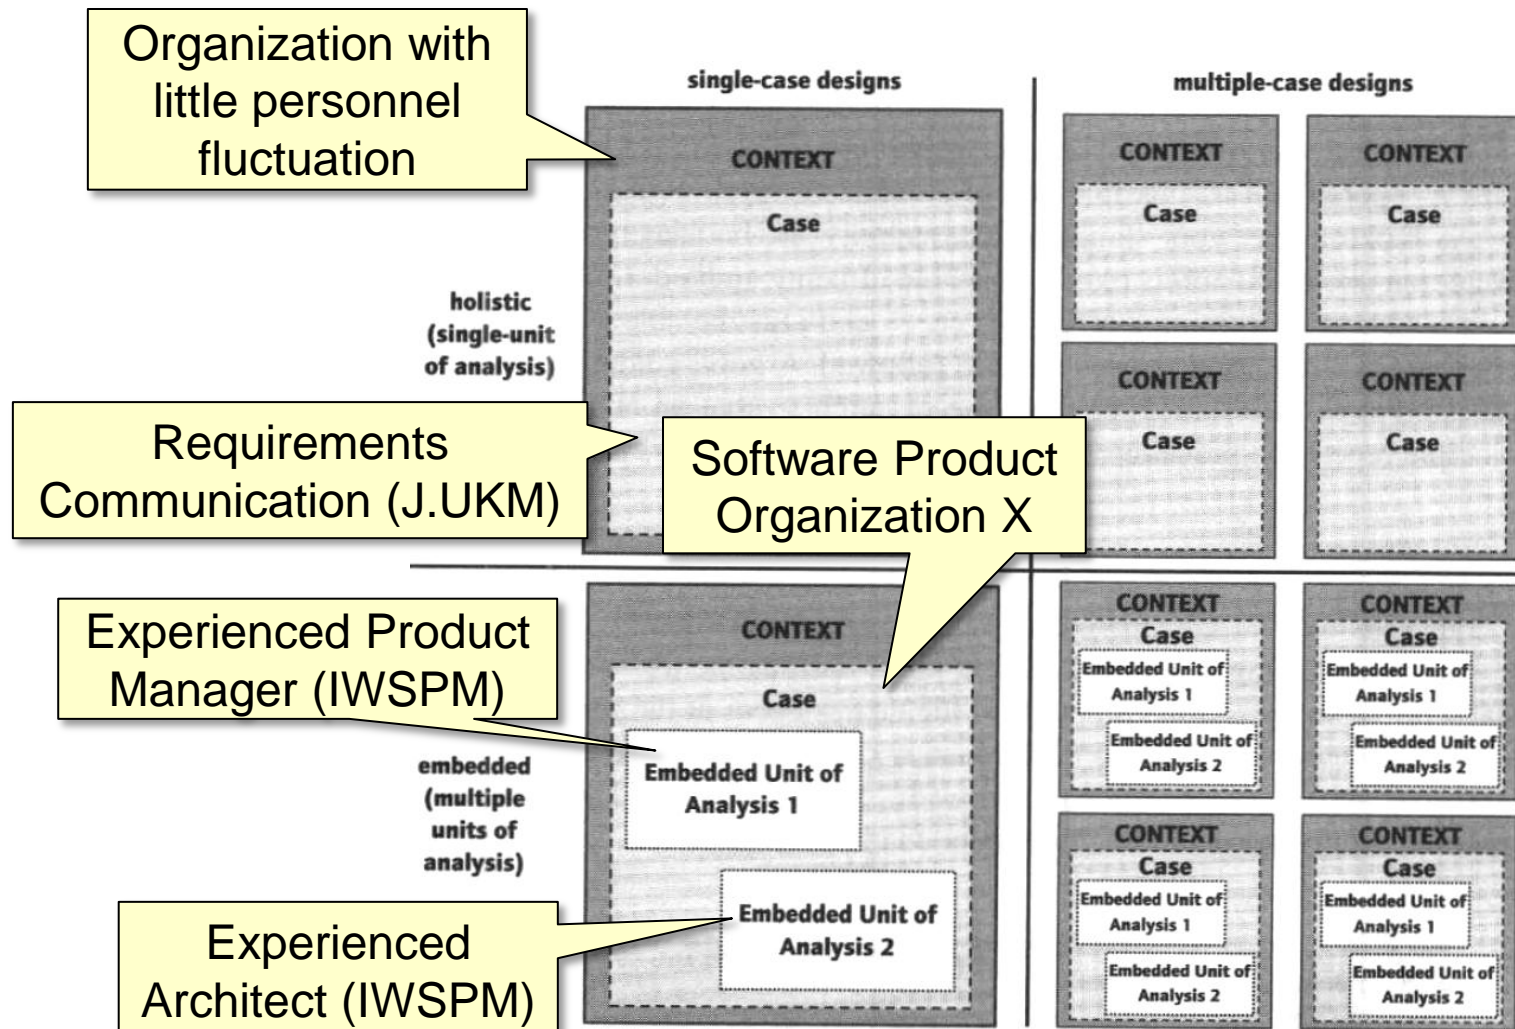 Organization with
little personnel
fluctuation
single-case designs
multiple-case designs
CONTEXT
Case
CONTEXT
Case
CONTEXT
Case
holistic
(single-unit
of analysis)
CONTEXT
Case
CONTEXT
Case
Requirements
Communication (J.UKM)
Software Product
Organization X
Experienced Product
Manager (IWSPM)
CONTEXT
Case
Embedded Unit of
Analysis 1
Embedded Unit of
Analysis 2
embedded
(multiple
units of
analysis)
Experienced
Architect (IWSPM)
CONTEXT
Case
Embedded Unit of
Analysis 1
Embedded Unit of
Analysis 2
CONTEXT
Case
Embedded Unit of
Analysis 1
Embedded Unit of
Analysis 2
CONTEXT
Case
Embedded Unit of
Analysis 1
Embedded Unit of
Analysis 2
CONTEXT
Case
Embedded Unit of
Analysis 1
Embedded Unit of
Analysis 2